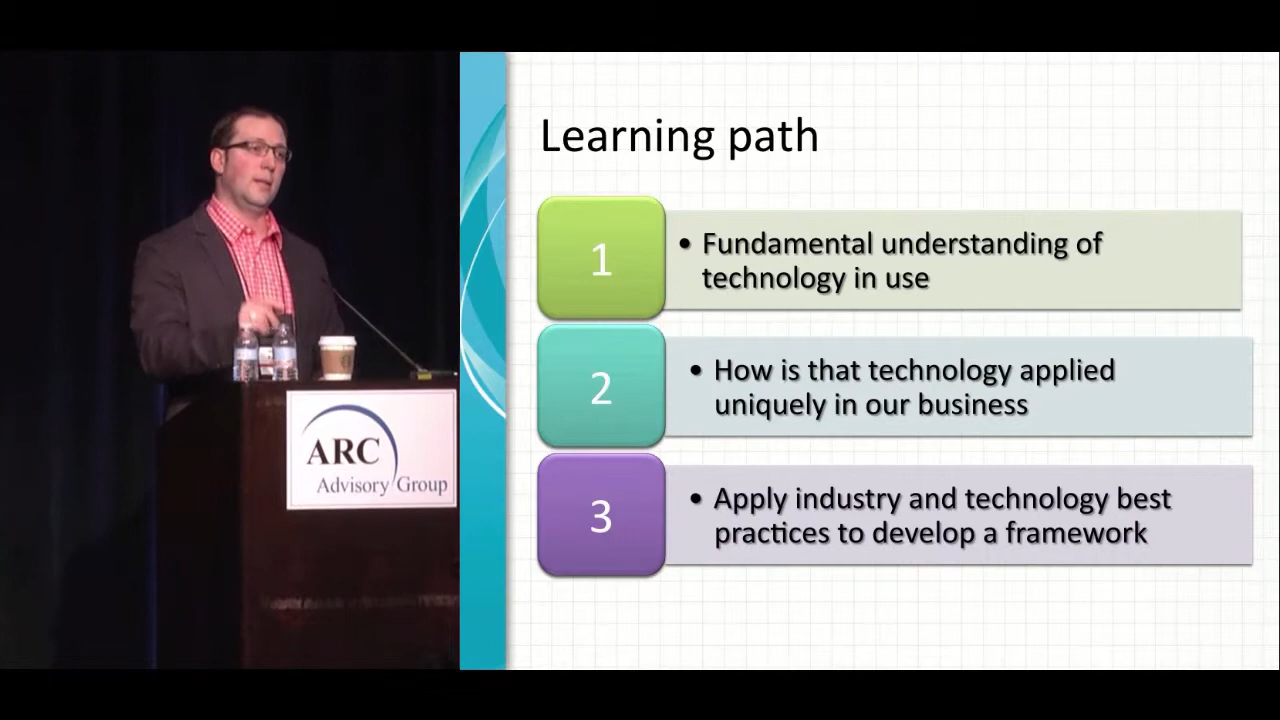 Learning path
1
• Fundamental understanding of
technology in use
2
• How is that technology applied
uniquely in our business
3
• Apply industry and technology best
practices to develop a framework
ARC
Advisory Group